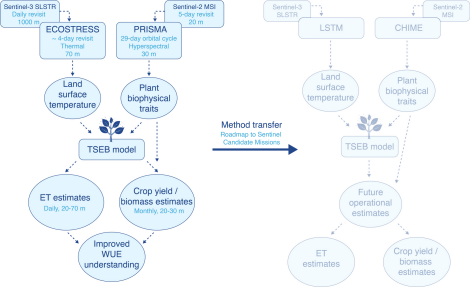 Sentinel-3 SLSTR
Daily revisit
1000 m
Sentinel-2 MSI
5-day revisit
20 m
ECOSTRESS
~ 4-day revisit
Thermal
70 m
PRISMA
29-day orbital cycle
Hyperspectral
30 m
Land
surface
temperature
Plant
biophysical
traits
TSEB model
ET estimates
Daily, 20-70 m
Crop yield /
biomass estimates
Monthly, 20-30 m
Improved
WUE
understanding
Method transfer
Roadmap to Sentinel
Candidate Missions
Sentinel-3
SLSTR
Sentinel-2
MSI
LSTM
CHIME
Land
surface
temperature
Plant
biophysical
traits
TSEB model
Future
operational
estimates
ET
estimates
Crop yield /
biomass
estimates